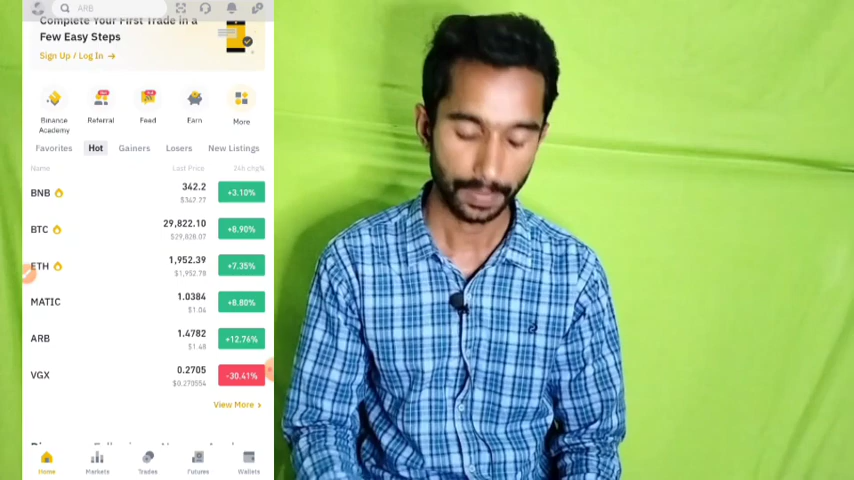 ARB
Complete Your First Trade in a
Few Easy Steps
Sign Up / Log In →
Binance Academy
Referral
Feed
Earn
More
Favorites Hot Gainers Losers New Listings
Name Last Price 24h chg%
BNB 342.2 +3.10%
$342.27
BTC 29,822.10 +8.90%
$29,828.07
ETH 1,952.39 +7.35%
$1,952.78
MATIC 1.0384 +8.80%
$1.04
ARB 1.4782 +12.76%
$1.48
VGX 0.2705 -30.41%
$0.270554
View More >
Home Markets Trades Futures Wallets